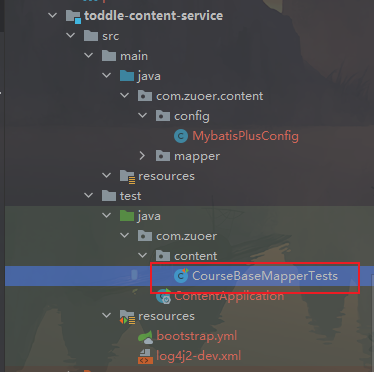 toddle-content-service
src
main
java
com.zuoer.content
config
MybatisPlusConfig
mapper
resources
test
java
com.zuoer
content
CourseBaseMapperTests
ContentApplication
resources
bootstrap.yml
log4j2-dev.xml